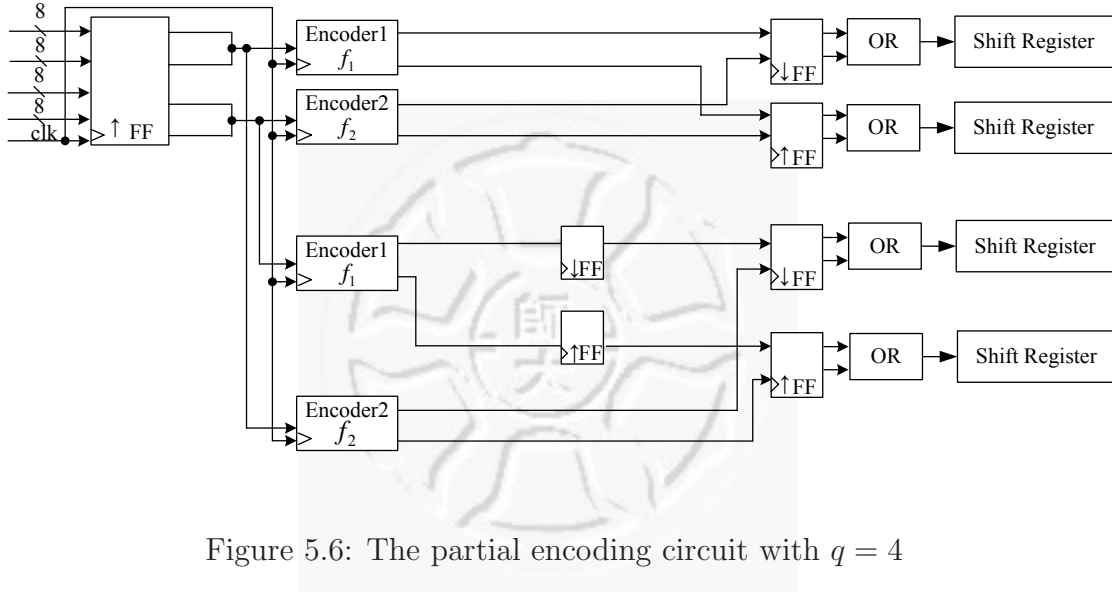 8
8
8
8
clk
↑ FF
Encoder1
f1
Encoder2
f2
↓FF
OR
Shift Register
↑FF
OR
Shift Register
Encoder1
f1
↓FF
↓FF
OR
Shift Register
↑FF
↑FF
OR
Shift Register
Encoder2
f2
Figure 5.6: The partial encoding circuit with q = 4